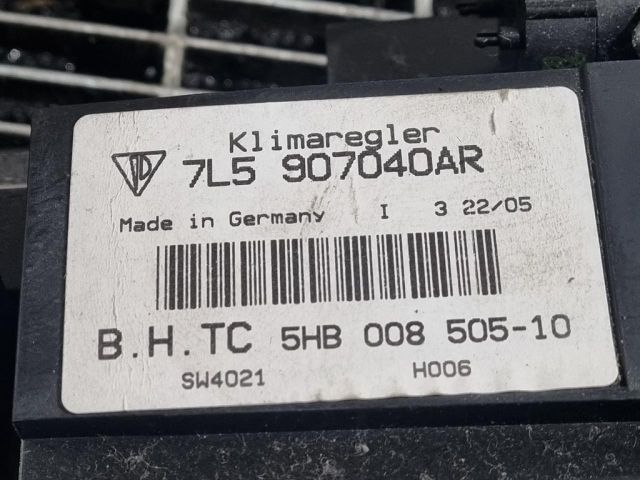 Klimaregler
7L5 907040AR
Made in Germany I 3 22/05
B.H.TC 5HB 008 505-10
SW4021 H006